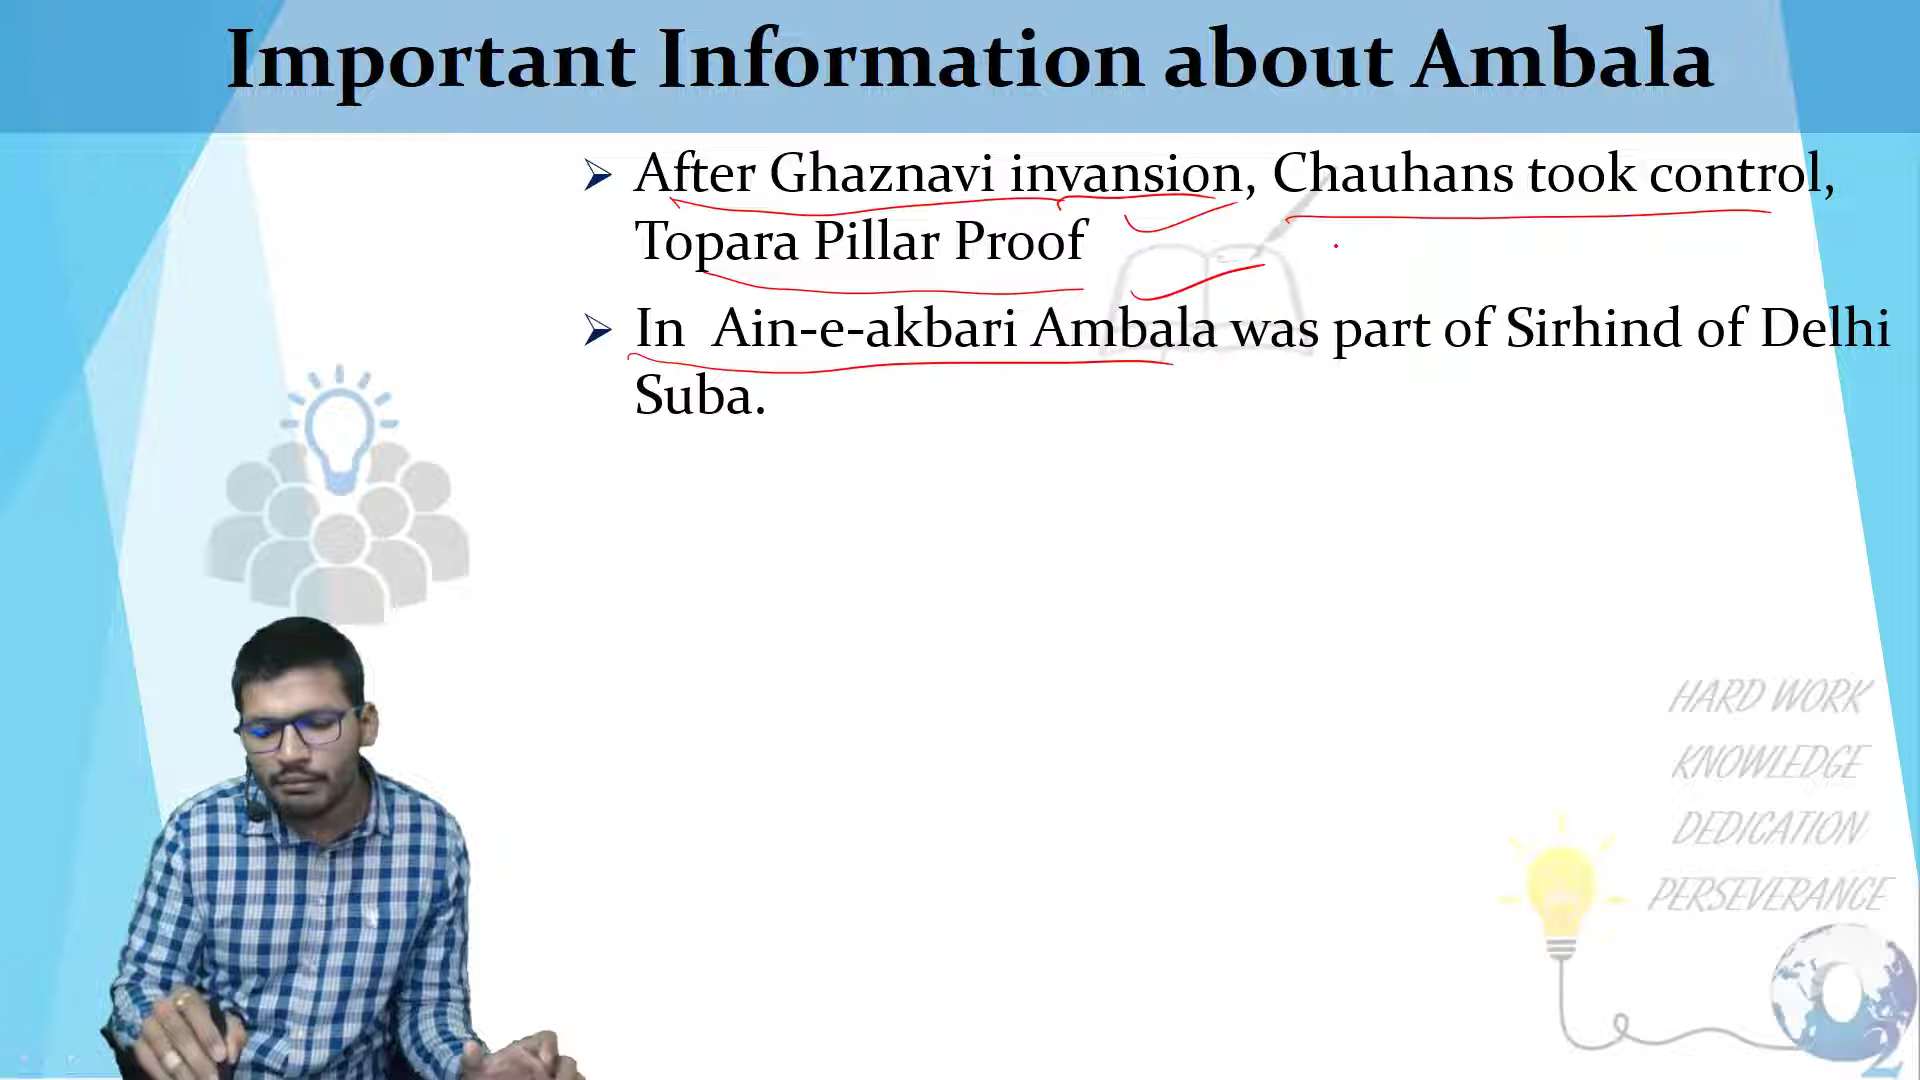 Important Information about Ambala
➢ After Ghaznavi invansion, Chauhans took control,
Topara Pillar Proof
➢ In Ain-e-akbari Ambala was part of Sirhind of Delhi
Suba.
HARD WORK
KNOWLEDGE
DEDICATION
PERSEVERANCE
O2